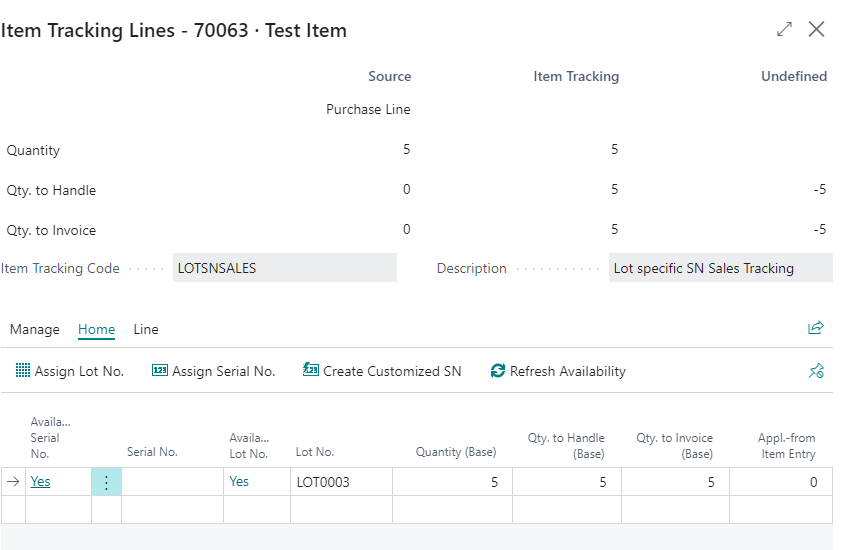 Item Tracking Lines - 70063 · Test Item
Source Item Tracking Undefined
Purchase Line
Quantity 5 5
Qty. to Handle 0 5 -5
Qty. to Invoice 0 5 -5
Item Tracking Code LOTSNSALES Description Lot specific SN Sales Tracking
Manage Home Line
Assign Lot No. Assign Serial No. Create Customized SN Refresh Availability
Availa...
Serial
No.
Serial No.
Availa...
Lot No.
Lot No.
Quantity (Base)
Qty. to Handle
(Base)
Qty. to Invoice
(Base)
Appl.-from
Item Entry
Yes Yes LOT0003 5 5 5 0